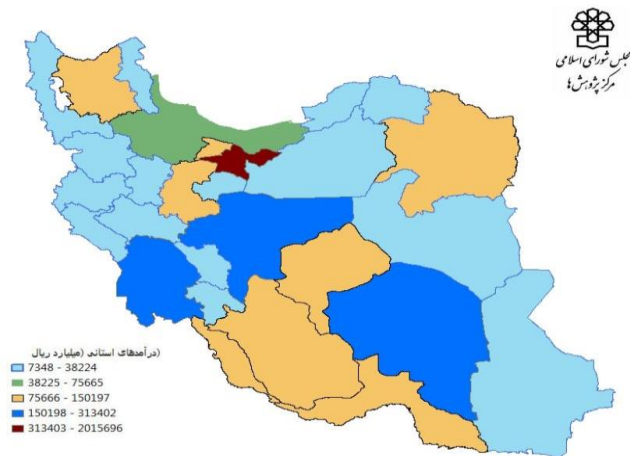 مجلس شورای اسلامی
مرکز پژوهش‌ها
(درآمدهای استانی (میلیارد ریال
7348 - 38224
38225 - 75665
75666 - 150197
150198 - 313402
313403 - 2015696